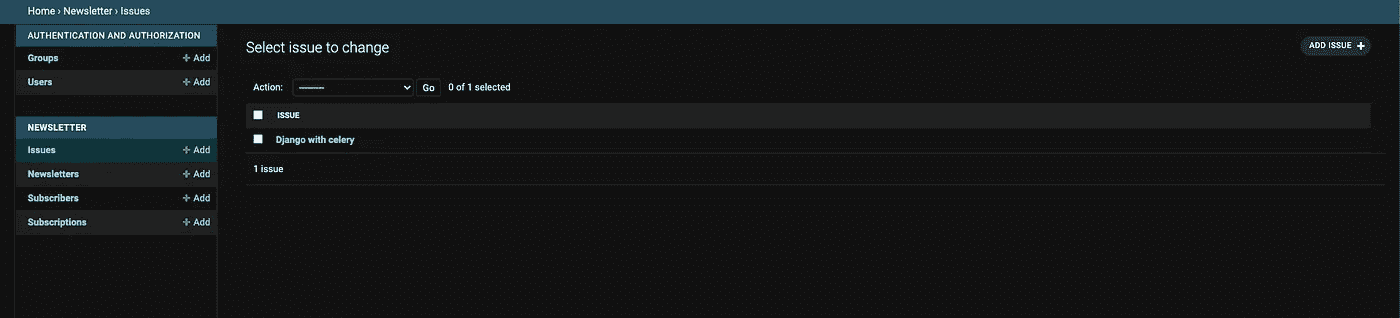 Home › Newsletter › Issues
AUTHENTICATION AND AUTHORIZATION
Groups + Add
Users + Add
NEWSLETTER
Issues + Add
Newsletters + Add
Subscribers + Add
Subscriptions + Add
Select issue to change
ADD ISSUE +
Action: --------- Go 0 of 1 selected
ISSUE
Django with celery
1 issue